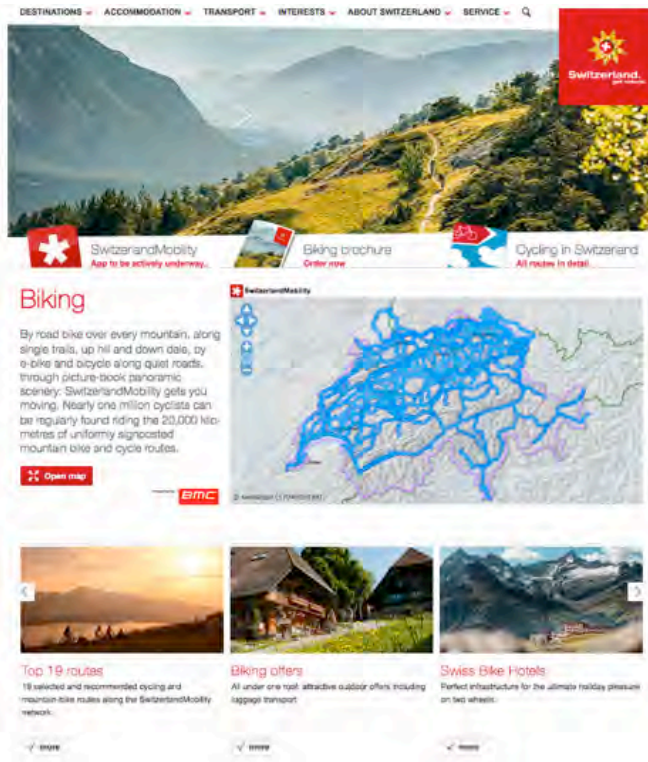 DESTINATIONS ACCOMMODATION TRANSPORT INTERESTS ABOUT SWITZERLAND SERVICE
Switzerland.
get natural.
SwitzerlandMobility
App to be actively underway..
Biking brochure
Order now
Cycling in Switzerland
All routes in detail
Biking
SwitzerlandMobility
By road bike over every mountain, along
single trails, up hill and down dale, by
e-bike and bicycle along quiet roads,
through picture-book panoramic
scenery: SwitzerlandMobility gets you
moving. Nearly one million cyclists can
be regularly found riding the 20,000 kilo-
metres of uniformly signposted
mountain bike and cycle routes.
Open map
BMC
Top 19 routes
19 selected and recommended cycling and
mountain-bike routes along the SwitzerlandMobility
network.
more
Biking offers
All under one roof: attractive outdoor offers including
luggage transport
more
Swiss Bike Hotels
Perfect infrastructure for the ultimate holiday pleasure
on two wheels.
more